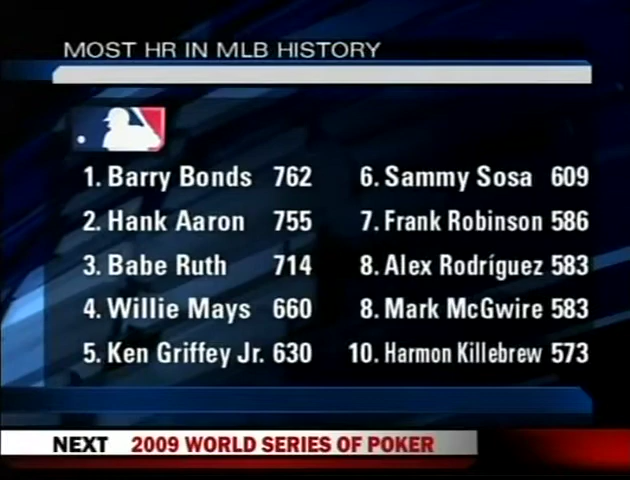 MOST HR IN MLB HISTORY
1. Barry Bonds 762
2. Hank Aaron 755
3. Babe Ruth 714
4. Willie Mays 660
5. Ken Griffey Jr. 630
6. Sammy Sosa 609
7. Frank Robinson 586
8. Alex Rodríguez 583
8. Mark McGwire 583
10. Harmon Killebrew 573
NEXT 2009 WORLD SERIES OF POKER